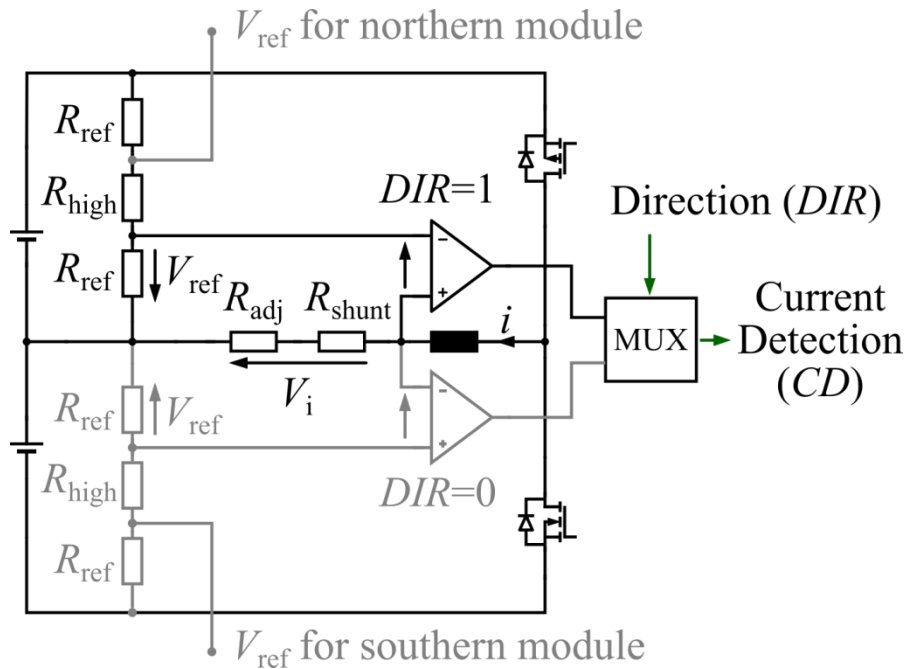 V_ref for northern module
R_ref
R_high
DIR=1
Direction (DIR)
R_ref
V_ref
R_adj
R_shunt
i
MUX
Current
Detection
(CD)
V_i
R_ref
V_ref
R_high
DIR=0
R_ref
V_ref for southern module